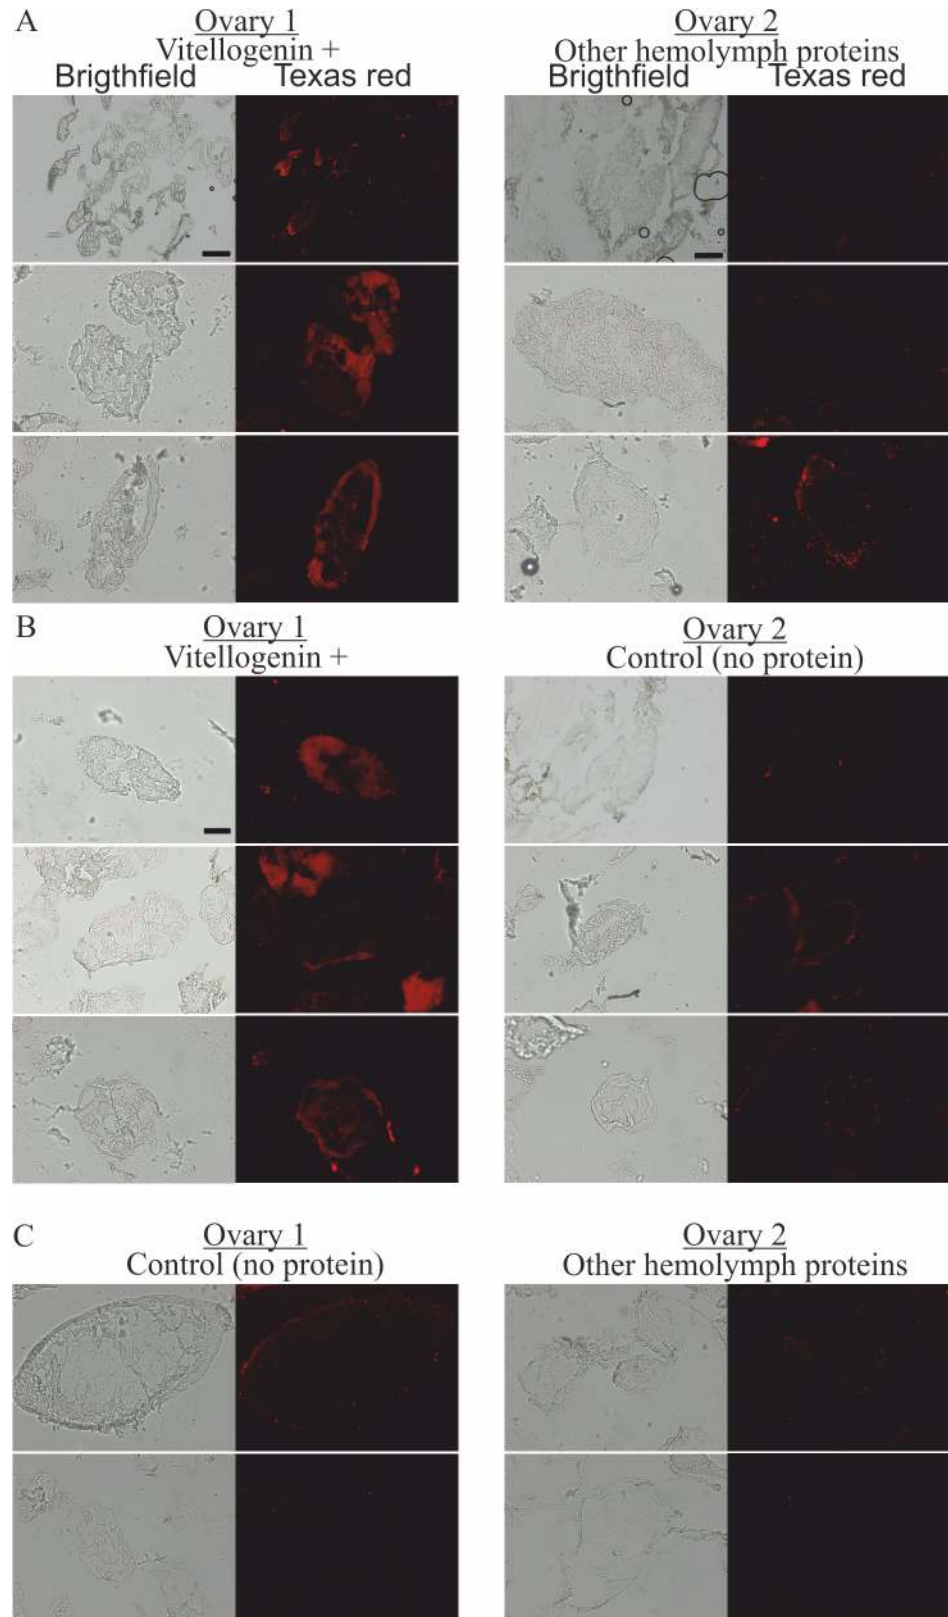 A
Ovary 1
Vitellogenin +
Brigthfield Texas red
Ovary 2
Other hemolymph proteins
Brigthfield Texas red
B
Ovary 1
Vitellogenin +
Ovary 2
Control (no protein)
C
Ovary 1
Control (no protein)
Ovary 2
Other hemolymph proteins